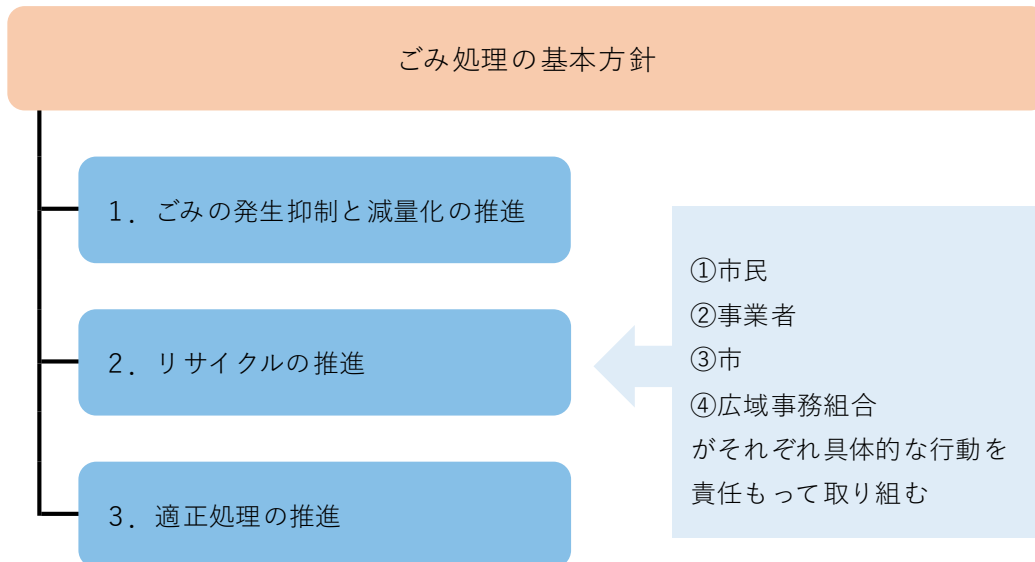 ごみ処理の基本方針
1．ごみの発生抑制と減量化の推進
2．リサイクルの推進
3．適正処理の推進
①市民
②事業者
③市
④広域事務組合
がそれぞれ具体的な行動を
責任もって取り組む